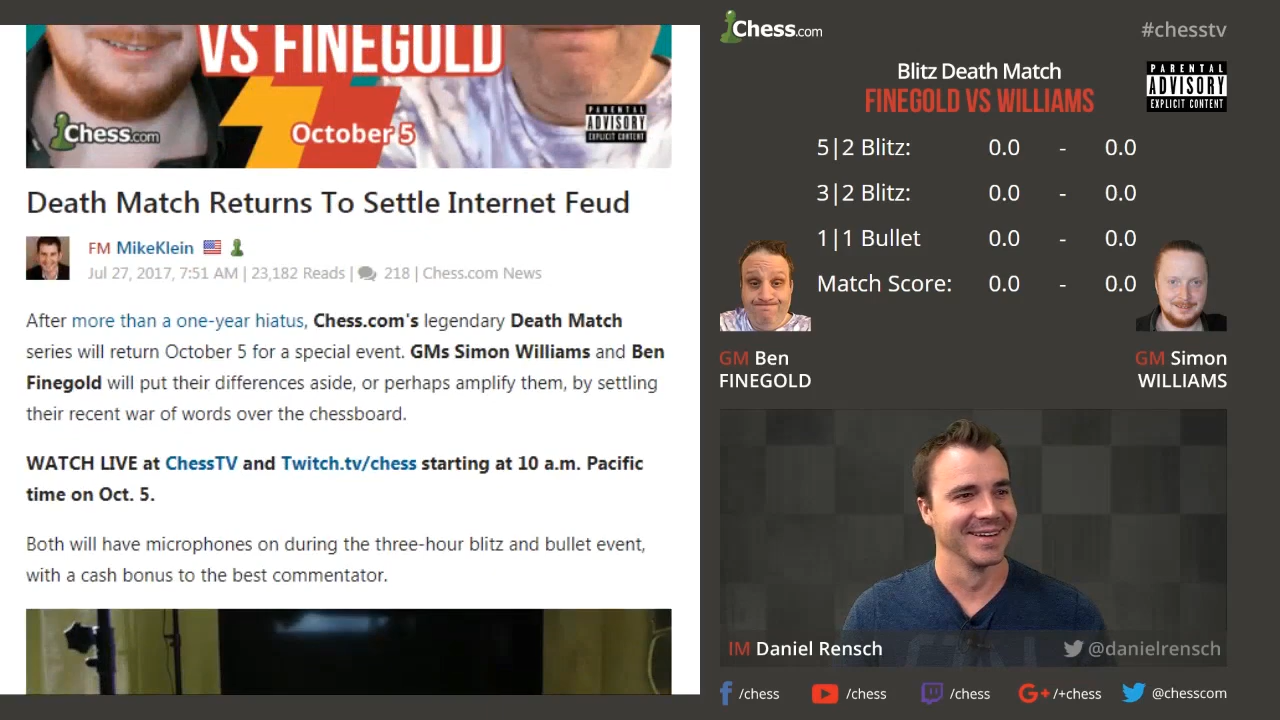 VS FINEGOLD
Chess.com
October 5
PARENTAL
ADVISORY
EXPLICIT CONTENT
Death Match Returns To Settle Internet Feud
FM MikeKlein
Jul 27, 2017, 7:51 AM | 23,182 Reads | 218 | Chess.com News
After more than a one-year hiatus, Chess.com's legendary Death Match
series will return October 5 for a special event. GMs Simon Williams and Ben
Finegold will put their differences aside, or perhaps amplify them, by settling
their recent war of words over the chessboard.
WATCH LIVE at ChessTV and Twitch.tv/chess starting at 10 a.m. Pacific
time on Oct. 5.
Both will have microphones on during the three-hour blitz and bullet event,
with a cash bonus to the best commentator.
Chess.com
#chesstv
Blitz Death Match
FINEGOLD VS WILLIAMS
PARENTAL
ADVISORY
EXPLICIT CONTENT
5|2 Blitz: 0.0 - 0.0
3|2 Blitz: 0.0 - 0.0
1|1 Bullet 0.0 - 0.0
Match Score: 0.0 - 0.0
GM Ben
FINEGOLD
GM Simon
WILLIAMS
IM Daniel Rensch
@danielrensch
/chess
/chess
/chess
G+ /+chess
@chesscom